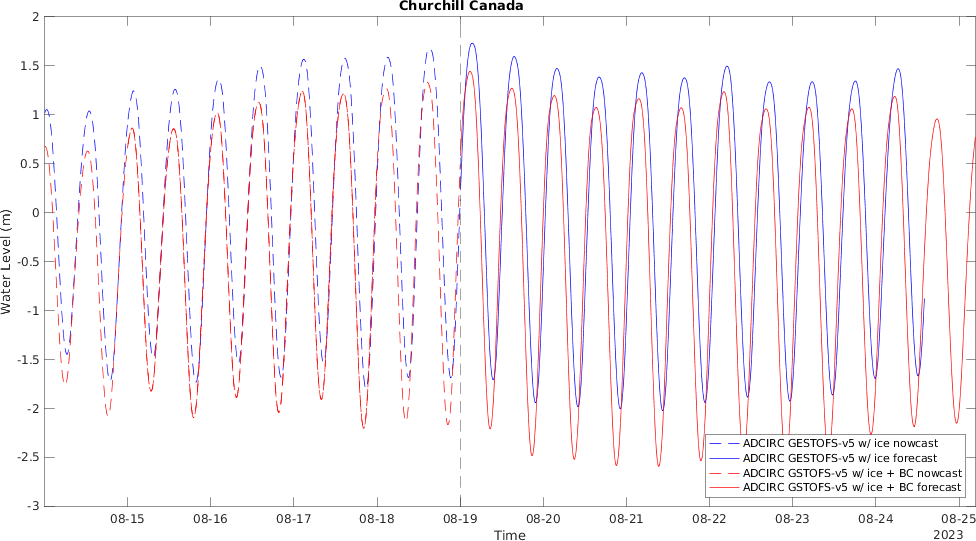 Churchill Canada
2
1.5
1
0.5
0
-0.5
-1
-1.5
-2
-2.5
-3
Water Level (m)
ADCIRC GESTOFS-v5 w/ ice nowcast
ADCIRC GESTOFS-v5 w/ ice forecast
ADCIRC GSTOFS-v5 w/ ice + BC nowcast
ADCIRC GSTOFS-v5 w/ ice + BC forecast
08-15 08-16 08-17 08-18 08-19 08-20 08-21 08-22 08-23 08-24 08-25
Time
2023